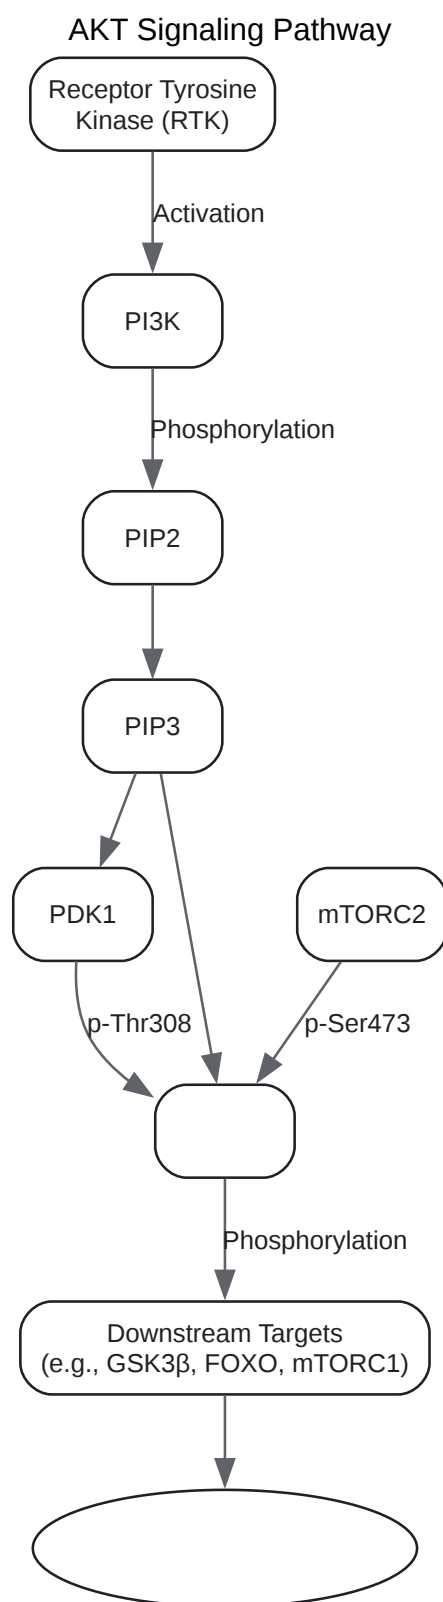 AKT Signaling Pathway
Receptor Tyrosine
Kinase (RTK)
Activation
PI3K
Phosphorylation
PIP2
PIP3
PDK1
mTORC2
p-Thr308
p-Ser473
Phosphorylation
Downstream Targets
(e.g., GSK3β, FOXO, mTORC1)